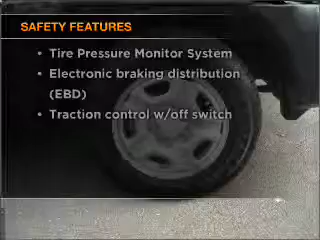 SAFETY FEATURES
• Tire Pressure Monitor System
• Electronic braking distribution
(EBD)
• Traction control w/off switch